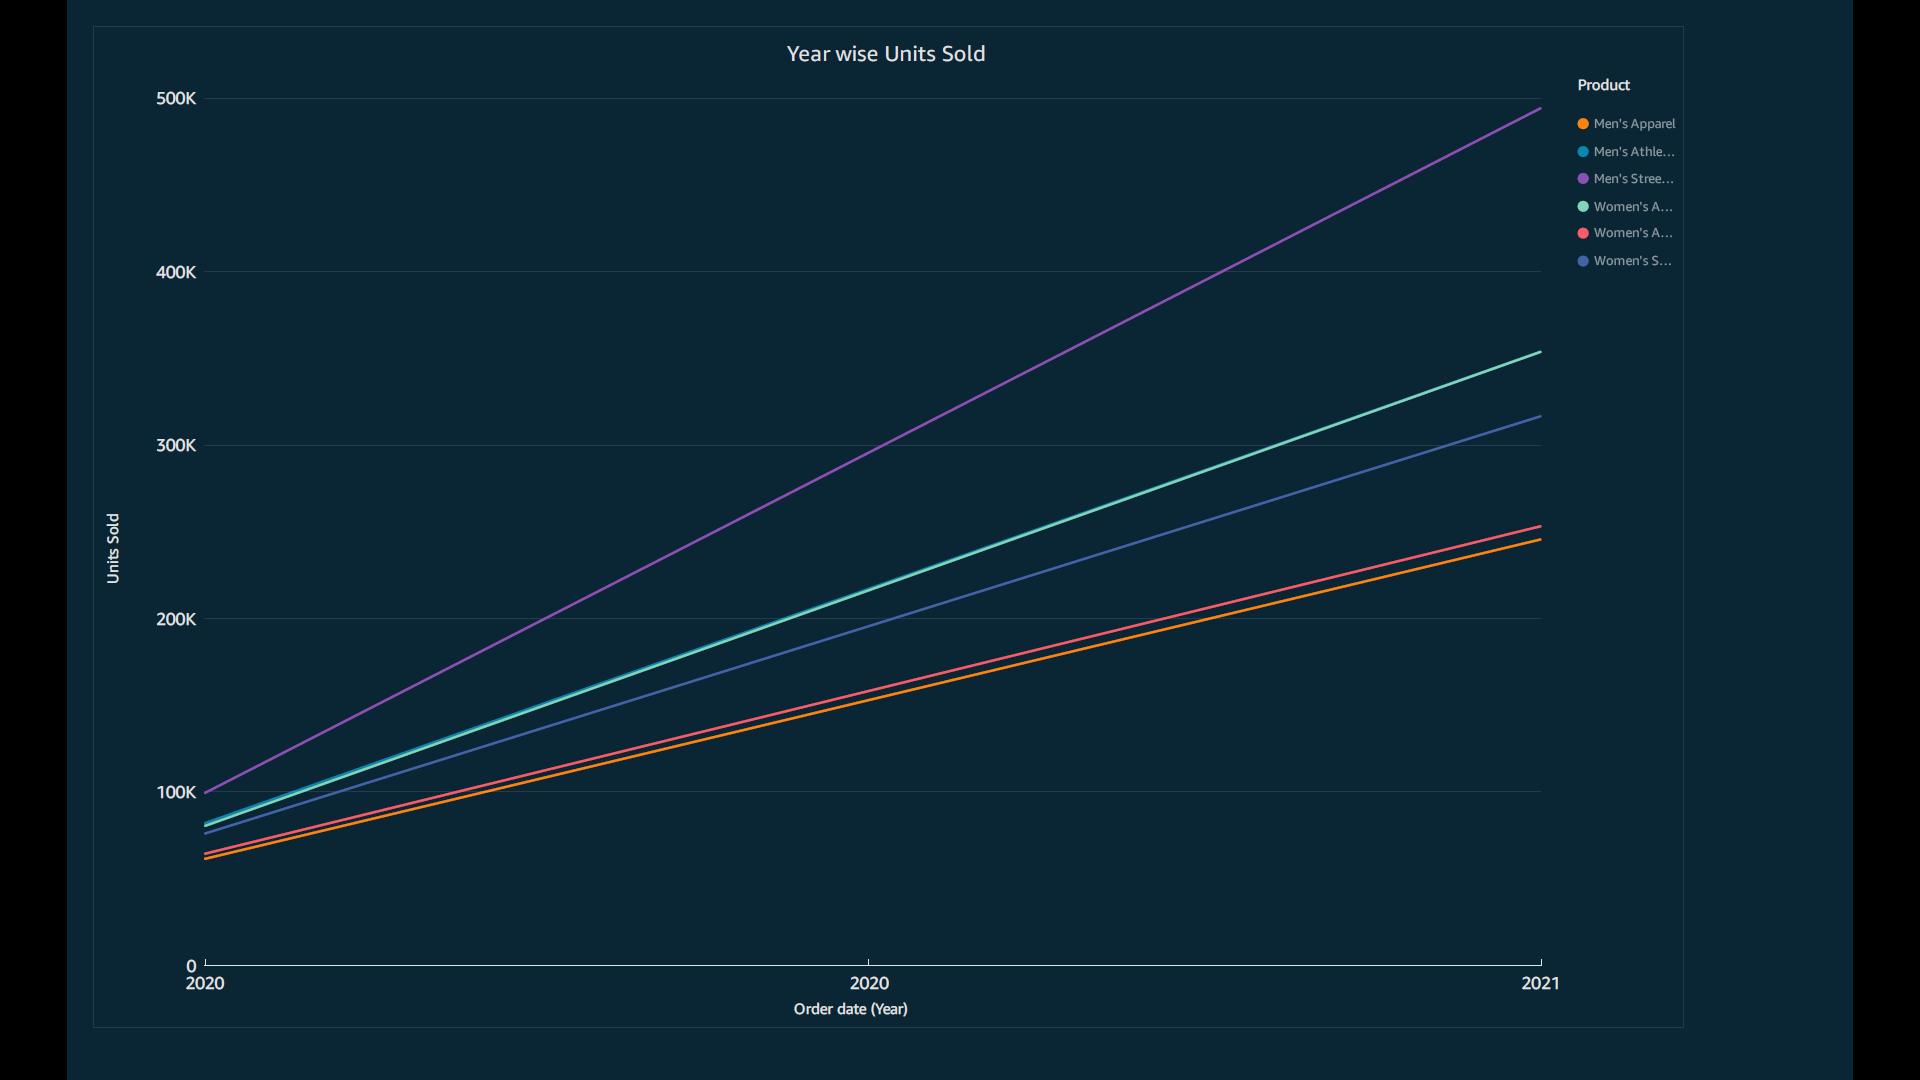 Year wise Units Sold
Product
Men's Apparel
Men's Athle...
Men's Stree...
Women's A...
Women's A...
Women's S...
500K
400K
300K
200K
100K
0
Units Sold
2020
2020
2021
Order date (Year)